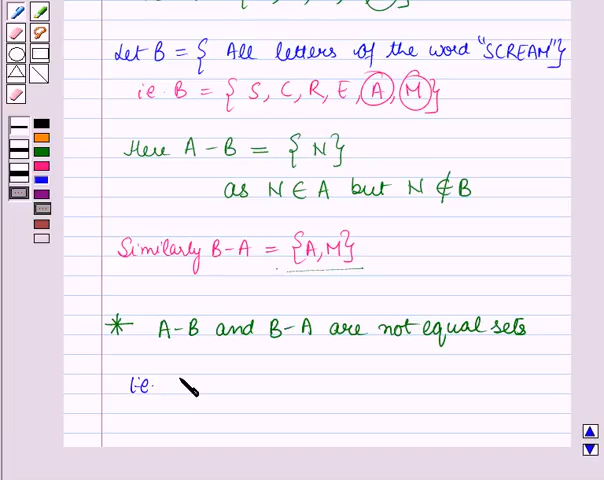 Let B = { All letters of the word "SCREAM"}
i.e. B = { S, C, R, E, A, M}
Here A - B = { N }
as N ∈ A but N ∉ B
Similarly B - A = {A, M}
* A - B and B - A are not equal sets
i.e.